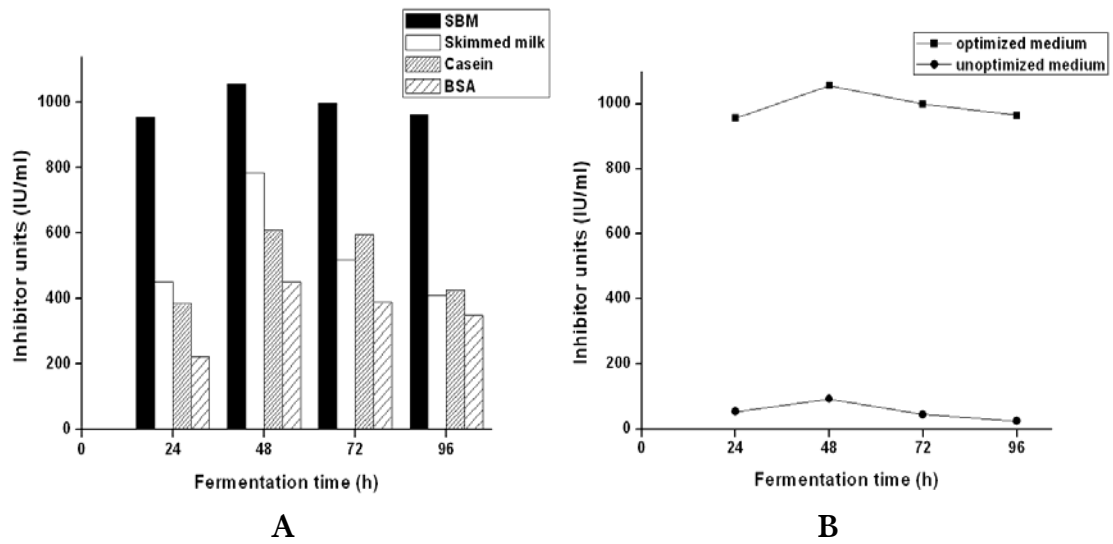 SBM
Skimmed milk
Casein
BSA
1000
800
600
400
200
0
Inhibitor units (IU/ml)
0 24 48 72 96
Fermentation time (h)
A
optimized medium
unoptimized medium
1000
800
600
400
200
0
Inhibitor units (IU/ml)
0 24 48 72 96
Fermentation time (h)
B